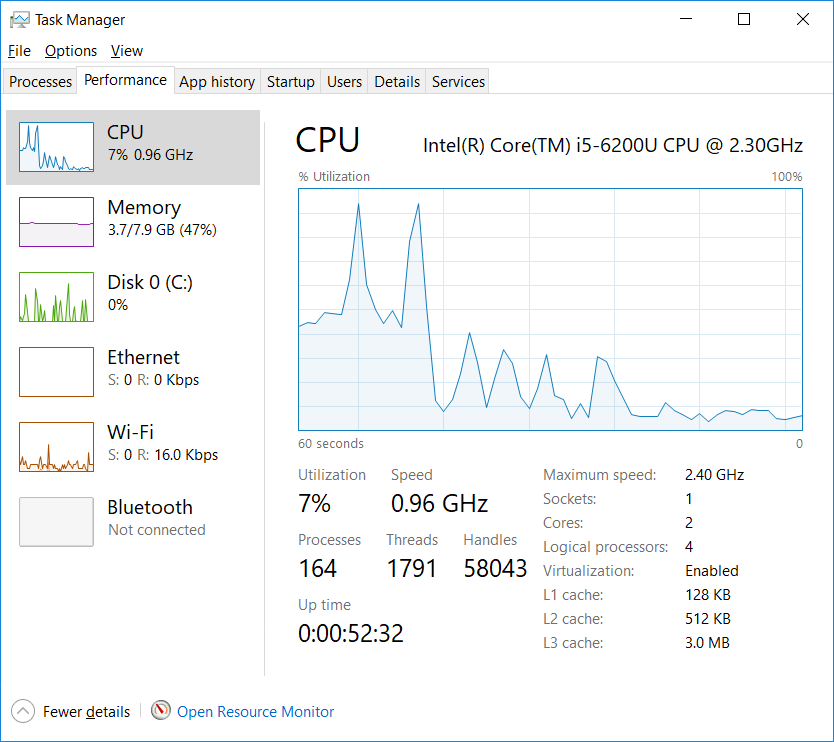 Task Manager
File Options View
Processes Performance App history Startup Users Details Services
CPU
7% 0.96 GHz
Memory
3.7/7.9 GB (47%)
Disk 0 (C:)
0%
Ethernet
S: 0 R: 0 Kbps
Wi-Fi
S: 0 R: 16.0 Kbps
Bluetooth
Not connected
CPU Intel(R) Core(TM) i5-6200U CPU @ 2.30GHz
% Utilization 100%
60 seconds 0
Utilization Speed
7% 0.96 GHz
Processes Threads Handles
164 1791 58043
Up time
0:00:52:32
Maximum speed: 2.40 GHz
Sockets: 1
Cores: 2
Logical processors: 4
Virtualization: Enabled
L1 cache: 128 KB
L2 cache: 512 KB
L3 cache: 3.0 MB
Fewer details Open Resource Monitor